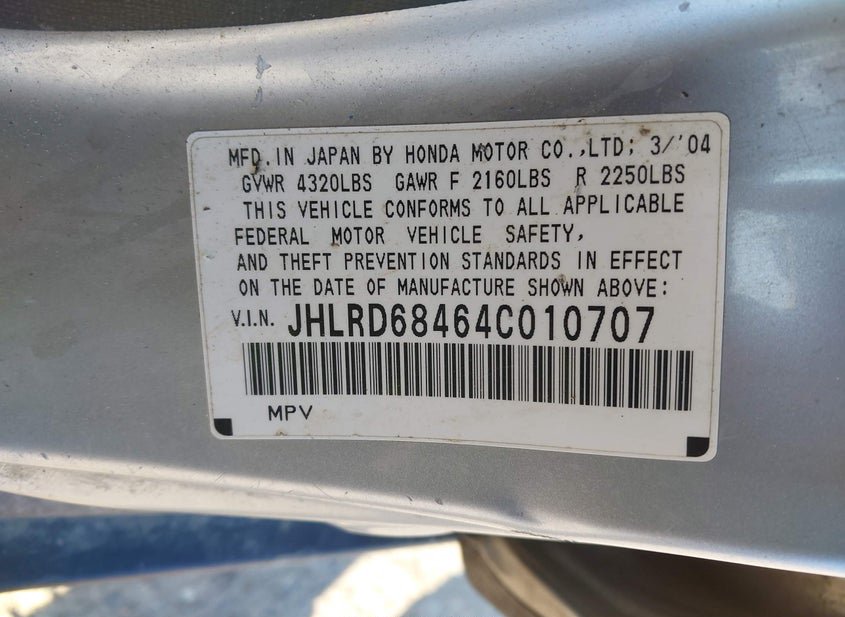 MFD. IN JAPAN BY HONDA MOTOR CO.,LTD: 3/'04
GVWR 4320LBS GAWR F 2160LBS R 2250LBS
THIS VEHICLE CONFORMS TO ALL APPLICABLE
FEDERAL MOTOR VEHICLE SAFETY,
AND THEFT PREVENTION STANDARDS IN EFFECT
ON THE DATE OF MANUFACTURE SHOWN ABOVE:
V.I.N. JHLRD68464C010707
MPV